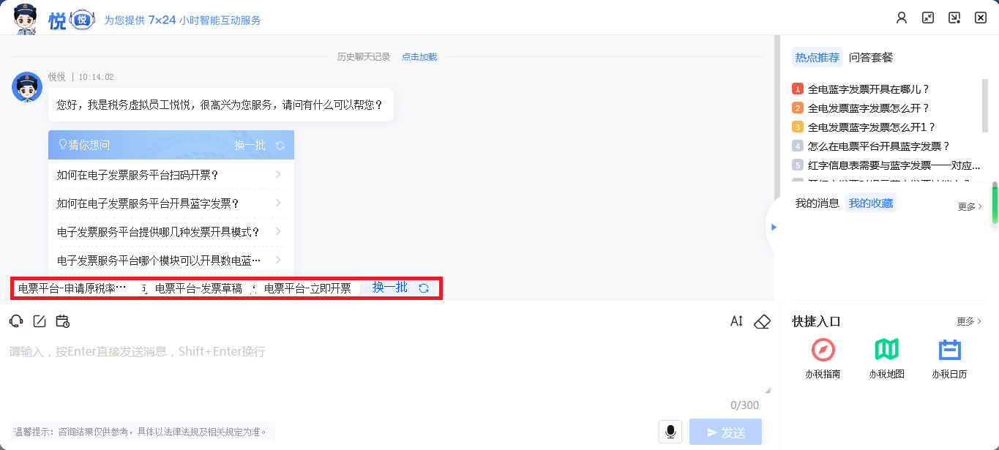 悦 悦 为您提供 7×24 小时智能互动服务
历史聊天记录 点击加载
悦悦 | 10:14:02
您好，我是税务虚拟员工悦悦，很高兴为您服务，请问有什么可以帮您？
猜你想问 换一批
如何在电子发票服务平台扫码开票？
如何在电子发票服务平台开具蓝字发票？
电子发票服务平台提供哪几种发票开具模式？
电子发票服务平台哪个模块可以开具数电蓝…
电票平台-申请原税率… 电票平台-发票草稿 电票平台-立即开票 换一批
请输入，按Enter直接发送消息，Shift+Enter换行
0/300
温馨提示：咨询结果仅供参考，具体以法律法规及相关规定为准。
发送
热点推荐 问答套餐
1 全电蓝字发票开具在哪儿？
2 全电发票蓝字发票怎么开？
3 全电发票蓝字发票怎么开1？
4 怎么在电票平台开具蓝字发票？
5 红字信息表需要与蓝字发票一一对应...
我的消息 我的收藏 更多
快捷入口 更多
办税指南 办税地图 办税日历